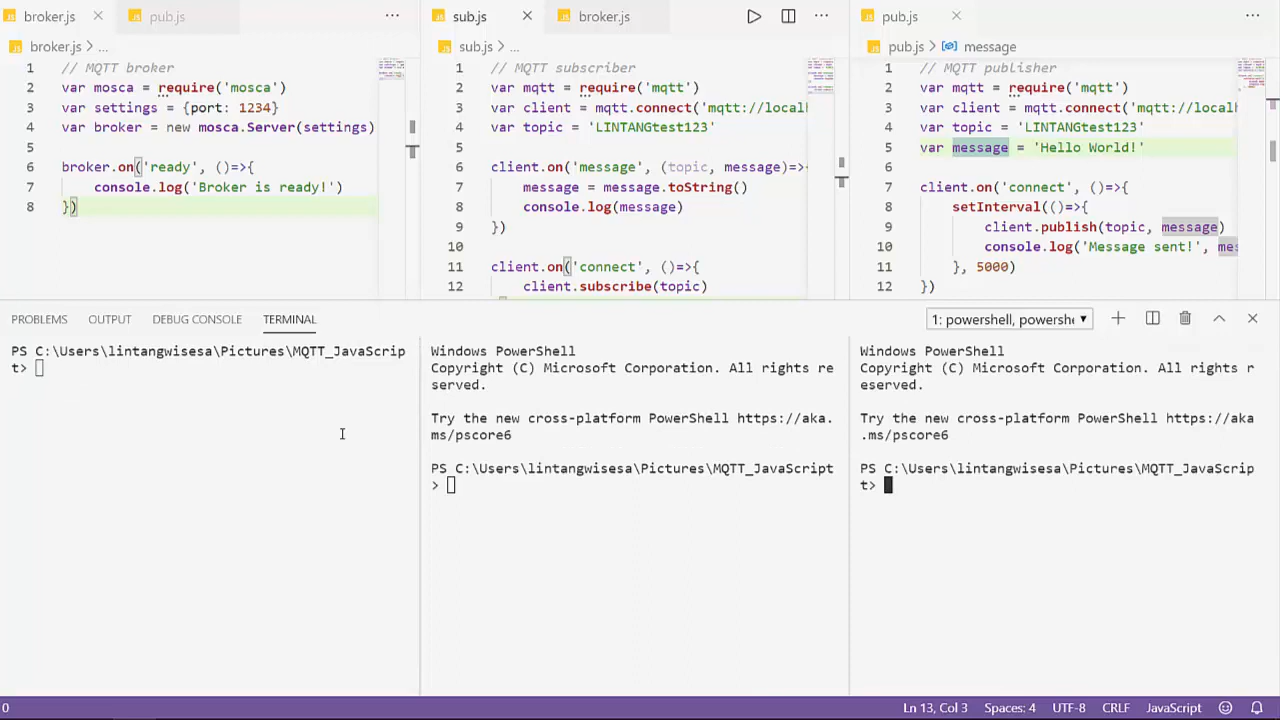 broker.js
pub.js
broker.js > ...
1 // MQTT broker
2 var mosca = require('mosca')
3 var settings = {port: 1234}
4 var broker = new mosca.Server(settings)
5
6 broker.on('ready', ()=>{
7 console.log('Broker is ready!')
8 })
sub.js
broker.js
sub.js > ...
1 // MQTT subscriber
2 var mqtt = require('mqtt')
3 var client = mqtt.connect('mqtt://local
4 var topic = 'LINTANGtest123'
5
6 client.on('message', (topic, message)=>{
7 message = message.toString()
8 console.log(message)
9 })
10
11 client.on('connect', ()=>{
12 client.subscribe(topic)
pub.js
pub.js > message
1 // MQTT publisher
2 var mqtt = require('mqtt')
3 var client = mqtt.connect('mqtt://local
4 var topic = 'LINTANGtest123'
5 var message = 'Hello World!'
6
7 client.on('connect', ()=>{
8 setInterval(()=>{
9 client.publish(topic, message)
10 console.log('Message sent!', mes
11 }, 5000)
12 })
PROBLEMS OUTPUT DEBUG CONSOLE TERMINAL
1: powershell, powershe
PS C:\Users\lintangwisesa\Pictures\MQTT_JavaScrip
t>
Windows PowerShell
Copyright (C) Microsoft Corporation. All rights re
served.
Try the new cross-platform PowerShell https://aka.
ms/pscore6
PS C:\Users\lintangwisesa\Pictures\MQTT_JavaScript
>
Windows PowerShell
Copyright (C) Microsoft Corporation. All rights r
eserved.
Try the new cross-platform PowerShell https://aka
.ms/pscore6
PS C:\Users\lintangwisesa\Pictures\MQTT_JavaScrip
t>
0
Ln 13, Col 3 Spaces: 4 UTF-8 CRLF JavaScript